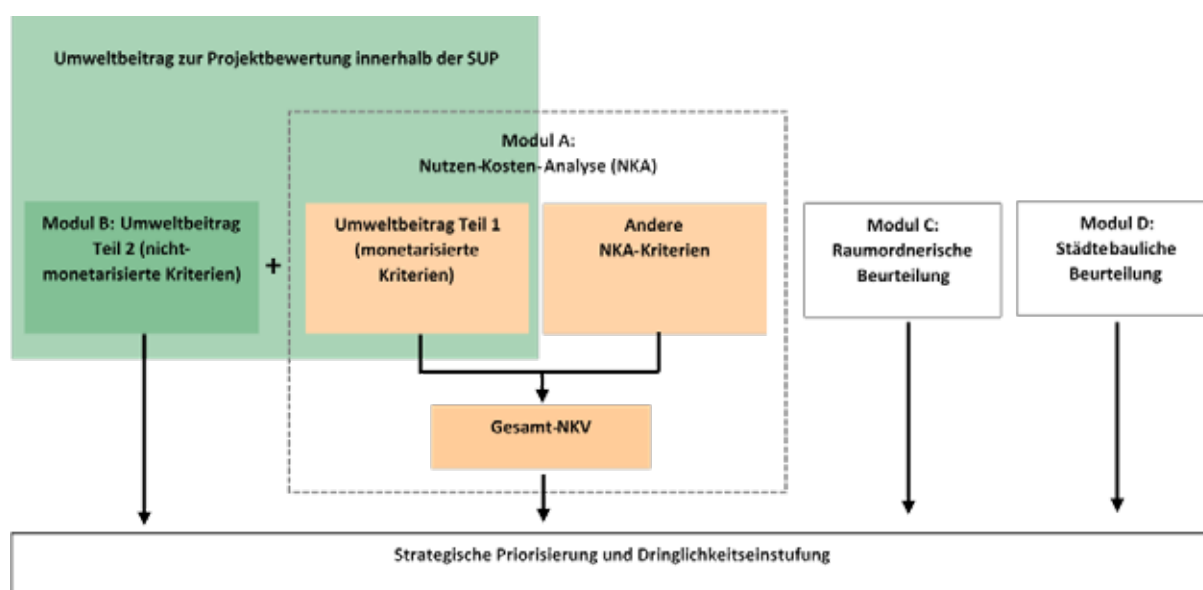 Umweltbeitrag zur Projektbewertung innerhalb der SUP
Modul A:
Nutzen-Kosten-Analyse (NKA)
Modul B: Umweltbeitrag
Teil 2 (nicht-
monetarisierte Kriterien)
+
Umweltbeitrag Teil 1
(monetarisierte
Kriterien)
Andere
NKA-Kriterien
Modul C:
Raumordnerische
Beurteilung
Modul D:
Städtebauliche
Beurteilung
Gesamt-NKV
Strategische Priorisierung und Dringlichkeitseinstufung